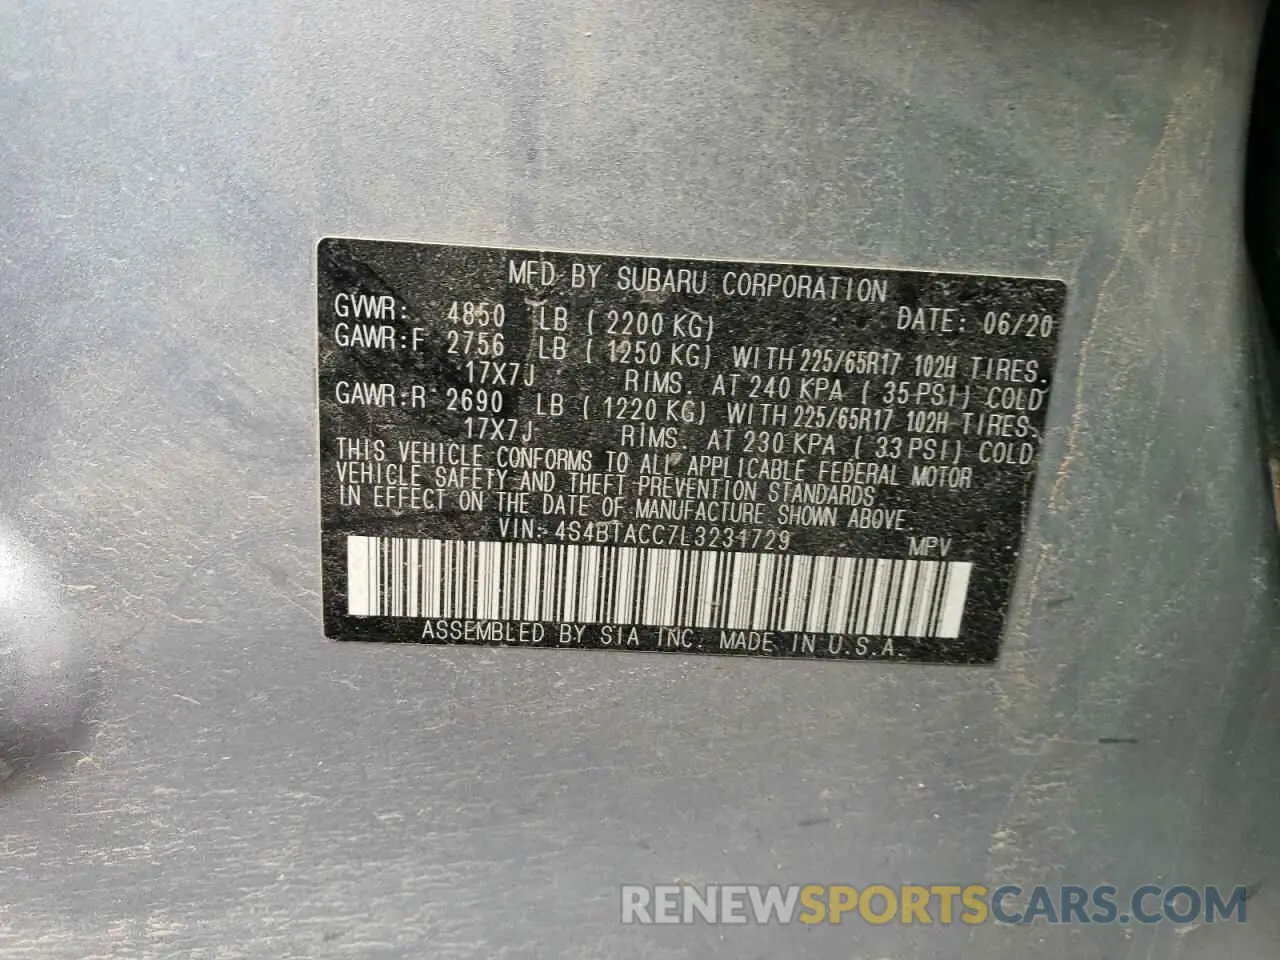 MFD BY SUBARU CORPORATION
GVWR: 4850 LB ( 2200 KG) DATE: 06/20
GAWR:F 2756 LB ( 1250 KG) WITH 225/65R17 102H TIRES.
17X7J RIMS. AT 240 KPA ( 35 PSI) COLD
GAWR:R 2690 LB ( 1220 KG) WITH 225/65R17 102H TIRES.
17X7J RIMS. AT 230 KPA ( 33 PSI) COLD
THIS VEHICLE CONFORMS TO ALL APPLICABLE FEDERAL MOTOR
VEHICLE SAFETY AND THEFT PREVENTION STANDARDS
IN EFFECT ON THE DATE OF MANUFACTURE SHOWN ABOVE.
VIN: 4S4BTACC7L3231729 MPV
ASSEMBLED BY SIA INC. MADE IN U.S.A.
RENEWSPORTSCARS.COM